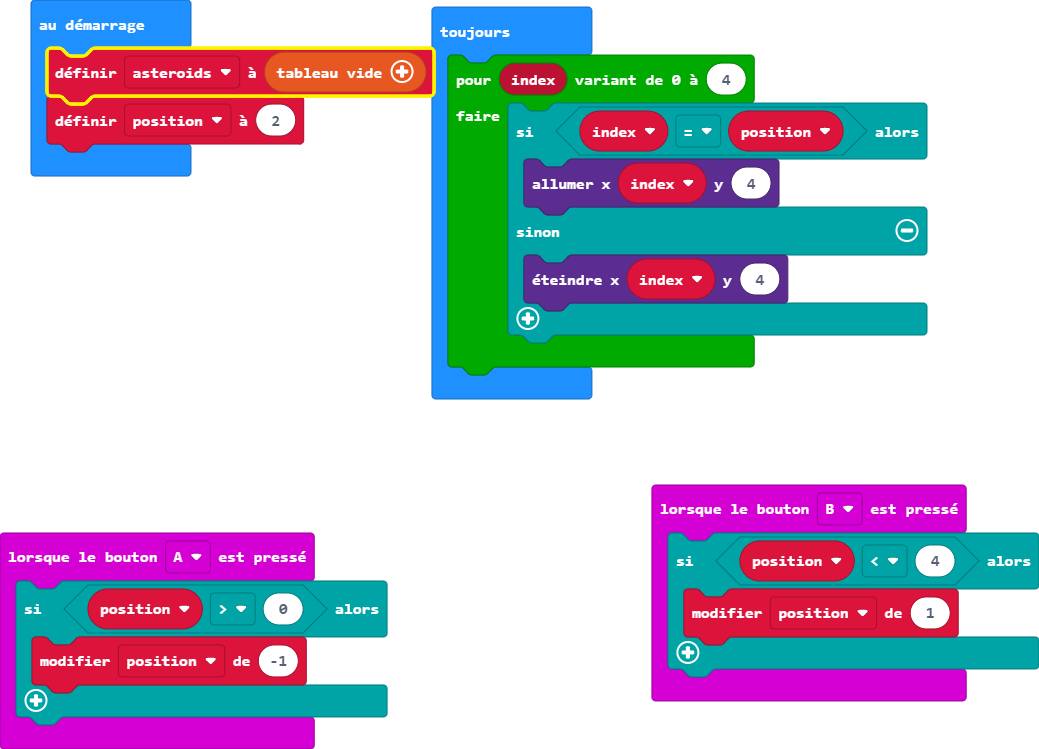 au démarrage
définir asteroids à tableau vide
définir position à 2
toujours
pour index variant de 0 à 4
faire
si index = position alors
allumer x index y 4
sinon
éteindre x index y 4
lorsque le bouton A est pressé
si position > 0 alors
modifier position de -1
lorsque le bouton B est pressé
si position < 4 alors
modifier position de 1